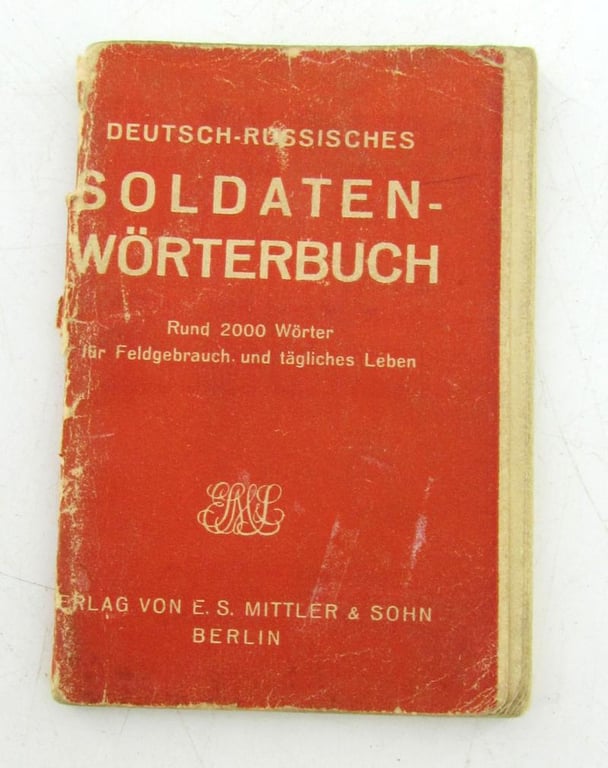 DEUTSCH-RUSSISCHES
SOLDATEN-
WÖRTERBUCH
Rund 2000 Wörter
für Feldgebrauch und tägliches Leben
ERLAG VON E. S. MITTLER & SOHN
BERLIN